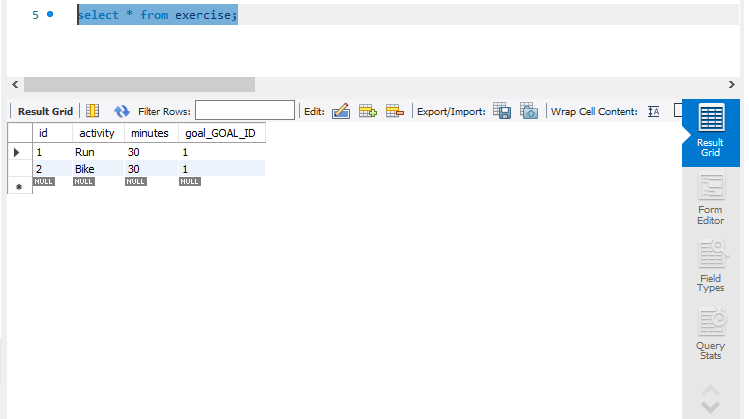 5 select * from exercise;
Result Grid Filter Rows: Edit: Export/Import: Wrap Cell Content:
id activity minutes goal_GOAL_ID
1 Run 30 1
2 Bike 30 1
NULL NULL NULL NULL
Result
Grid
Form
Editor
Field
Types
Query
Stats